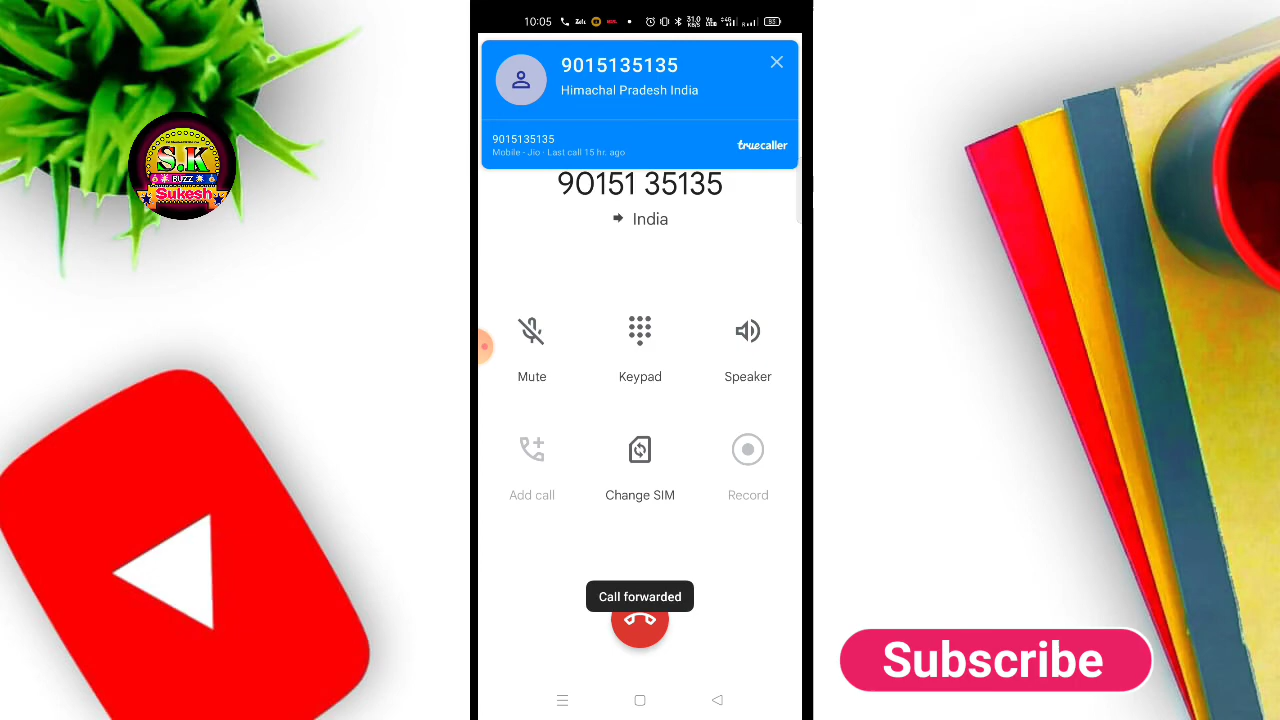 10:05
9015135135
Himachal Pradesh India
9015135135
Mobile - Jio · Last call 15 hr. ago
truecaller
90151 35135
India
Mute
Keypad
Speaker
Add call
Change SIM
Record
Call forwarded
S.K
BUZZ
Sukesh
Subscribe